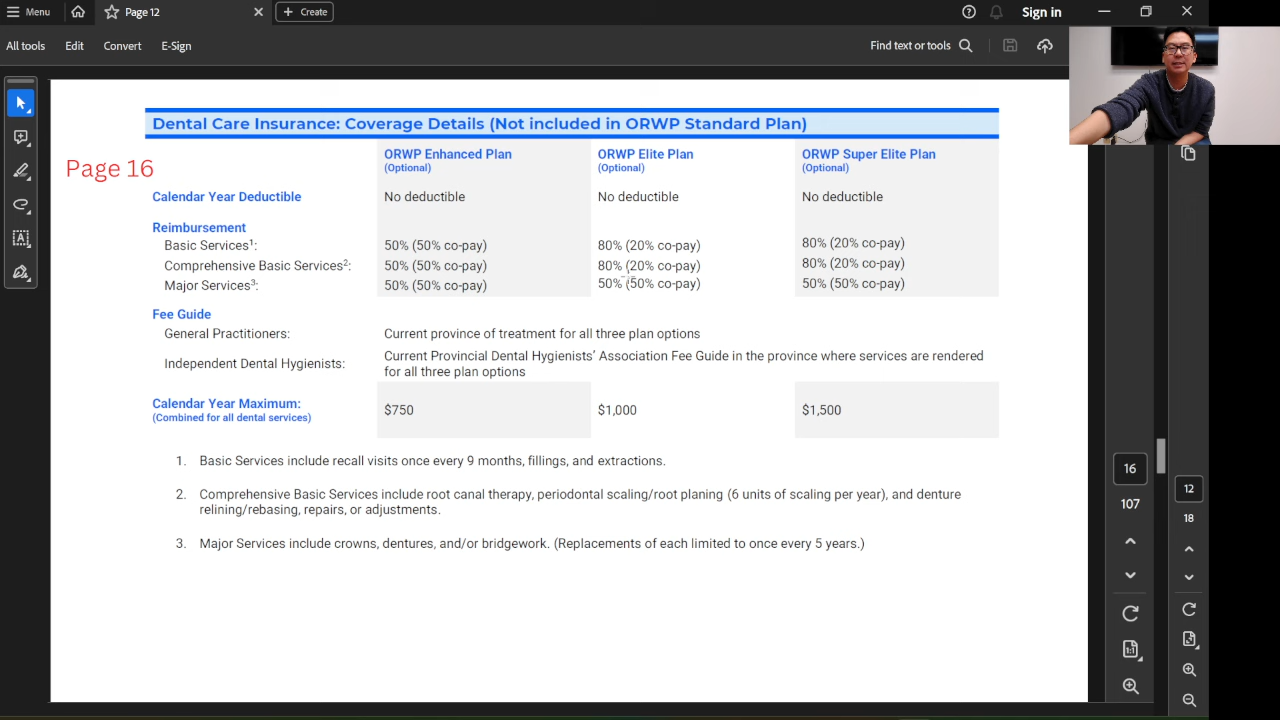 Menu
Page 12
Create
Sign in
All tools
Edit
Convert
E-Sign
Find text or tools
Dental Care Insurance: Coverage Details (Not included in ORWP Standard Plan)
Page 16
ORWP Enhanced Plan
(Optional)
ORWP Elite Plan
(Optional)
ORWP Super Elite Plan
(Optional)
Calendar Year Deductible
No deductible
No deductible
No deductible
Reimbursement
Basic Services1:
50% (50% co-pay)
80% (20% co-pay)
80% (20% co-pay)
Comprehensive Basic Services2:
50% (50% co-pay)
80% (20% co-pay)
80% (20% co-pay)
Major Services3:
50% (50% co-pay)
50% (50% co-pay)
50% (50% co-pay)
Fee Guide
General Practitioners:
Current province of treatment for all three plan options
Independent Dental Hygienists:
Current Provincial Dental Hygienists' Association Fee Guide in the province where services are rendered
for all three plan options
Calendar Year Maximum:
(Combined for all dental services)
$750
$1,000
$1,500
1. Basic Services include recall visits once every 9 months, fillings, and extractions.
2. Comprehensive Basic Services include root canal therapy, periodontal scaling/root planing (6 units of scaling per year), and denture
relining/rebasing, repairs, or adjustments.
3. Major Services include crowns, dentures, and/or bridgework. (Replacements of each limited to once every 5 years.)
16
107
1:1
12
18